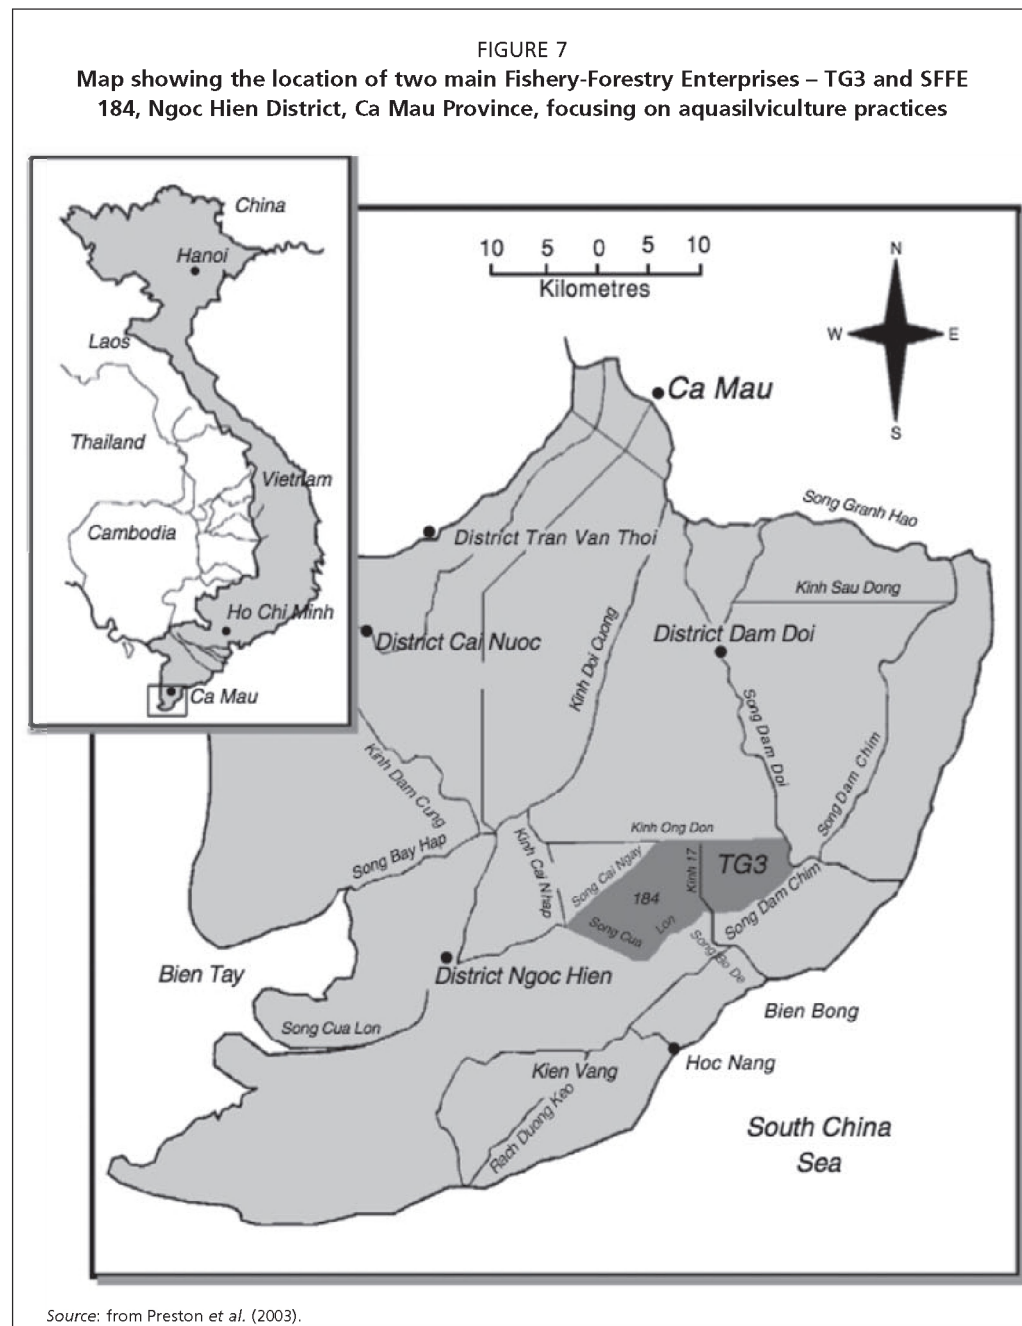 FIGURE 7
Map showing the location of two main Fishery-Forestry Enterprises – TG3 and SFFE
184, Ngoc Hien District, Ca Mau Province, focusing on aquasilviculture practices
China
Hanoi
Laos
Thailand
Vietnam
Cambodia
Ho Chi Minh
Ca Mau
10 5 0 5 10
Kilometres
N
W E
S
Ca Mau
Song Granh Hao
District Tran Van Thoi
Kinh Sau Dong
District Cai Nuoc
Kinh Doi Cuong
District Dam Doi
Song Dam Doi
Song Dam Chim
Kinh Dam Cung
Song Bay Hap
Kinh Cai Nhap
Kinh Ong Don
Song Cai Ngay
Kinh 17
TG3
184
Song Cua Lon
Song Dam Chim
Song Bo De
Bien Tay
District Ngoc Hien
Song Cua Lon
Bien Bong
Hoc Nang
Kien Vang
Rach Duong Keo
South China
Sea
Source: from Preston et al. (2003).